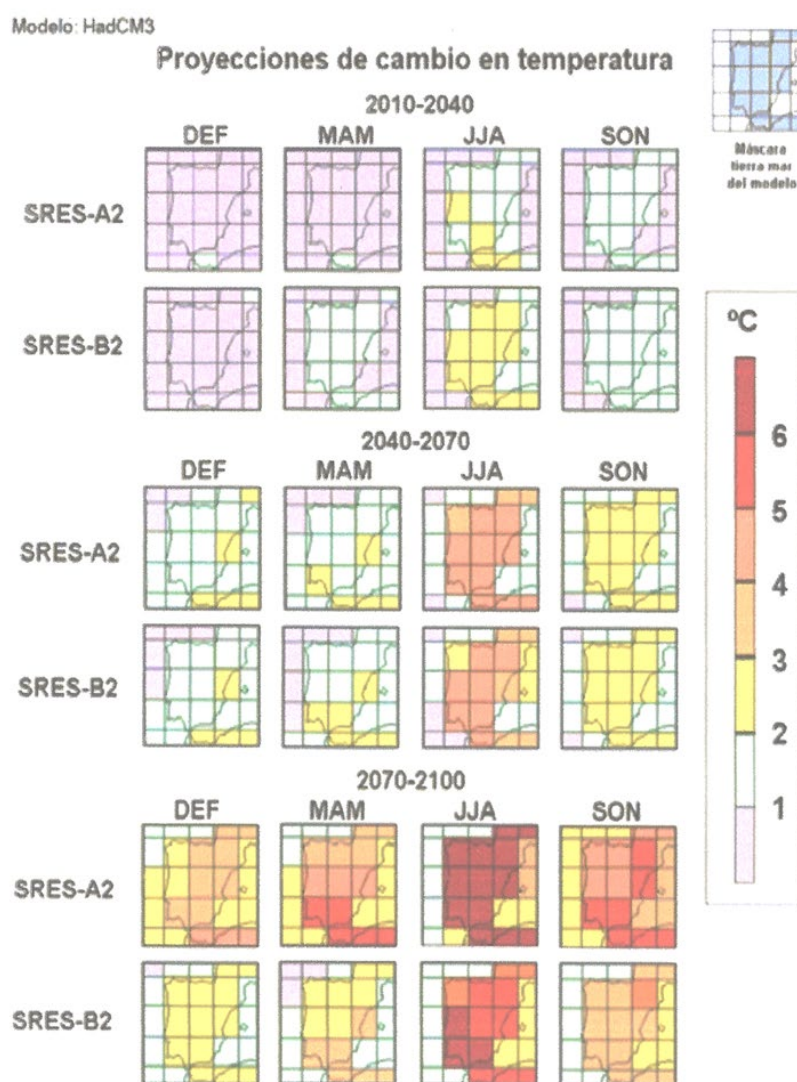 Modelo: HadCM3
Proyecciones de cambio en temperatura
Máscara
tierra mar
del modelo
2010-2040
DEF MAM JJA SON
SRES-A2
SRES-B2
2040-2070
DEF MAM JJA SON
SRES-A2
SRES-B2
2070-2100
DEF MAM JJA SON
SRES-A2
SRES-B2
ºC
6
5
4
3
2
1